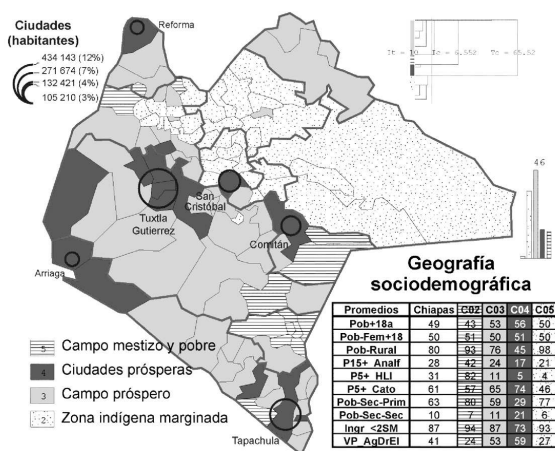 Ciudades
(habitantes)
434 143 (12%)
271 674 (7%)
132 421 (4%)
105 210 (3%)
Reforma
46
San
Cristóbal
Tuxtla
Gutierrez
Comitán
Arriaga
Tapachula
5 Campo mestizo y pobre
4 Ciudades prósperas
3 Campo próspero
2 Zona indígena marginada
Geografía
sociodemográfica
Promedios Chiapas C02 C03 C04 C05
Pob+18a 49 43 53 56 50
Pob-Fem+18 50 51 50 51 50
Pob-Rural 80 93 76 45 98
P15+ Analf 28 42 24 17 21
P5+ HLI 31 82 11 5 4
P5+ Cato 61 57 65 74 46
Pob-Sec-Prim 63 80 59 29 77
Pob-Sec-Sec 10 7 11 21 6
Ingr <2SM 87 94 87 73 93
VP_AgDrEl 41 24 53 59 27